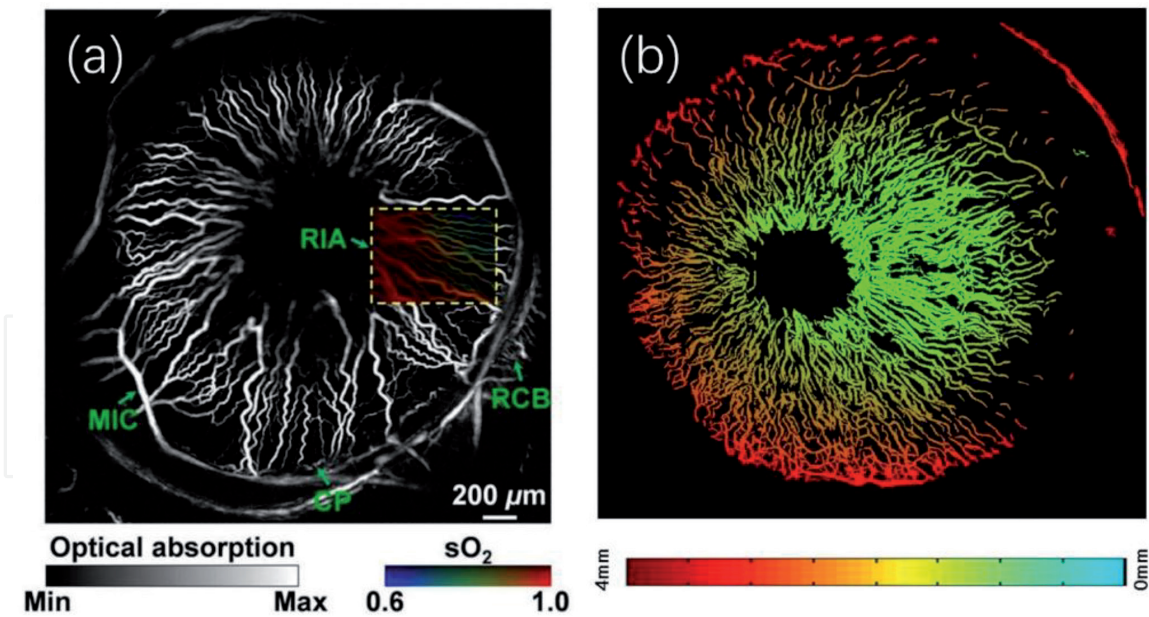 (a)
RIA
MIC
CP
RCB
200 µm
Optical absorption
Min
Max
sO2
0.6
1.0
(b)
4mm
0mm